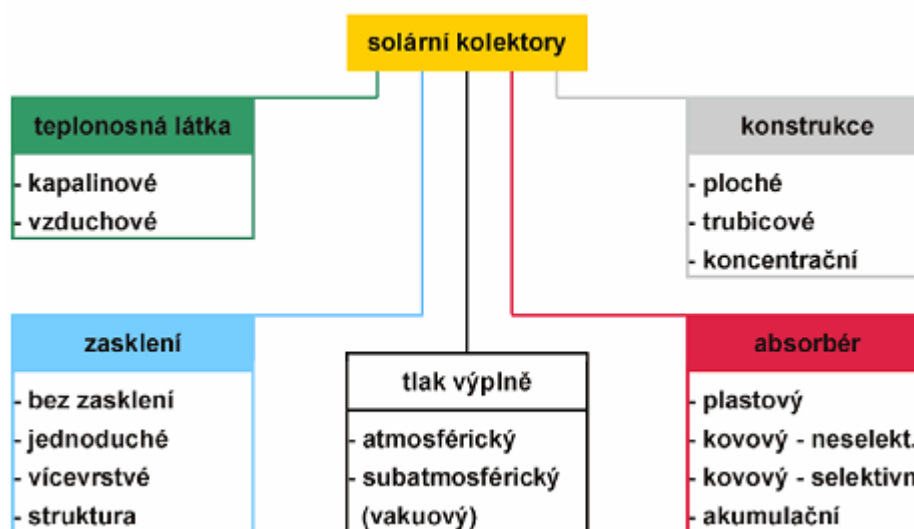 solární kolektory
teplonosná látka
- kapalinové
- vzduchové
konstrukce
- ploché
- trubicové
- koncentrační
zasklení
- bez zasklení
- jednoduché
- vícevrstvé
- struktura
tlak výplně
- atmosférický
- subatmosférický
(vakuový)
absorbér
- plastový
- kovový - neselekt.
- kovový - selektivn
- akumulační